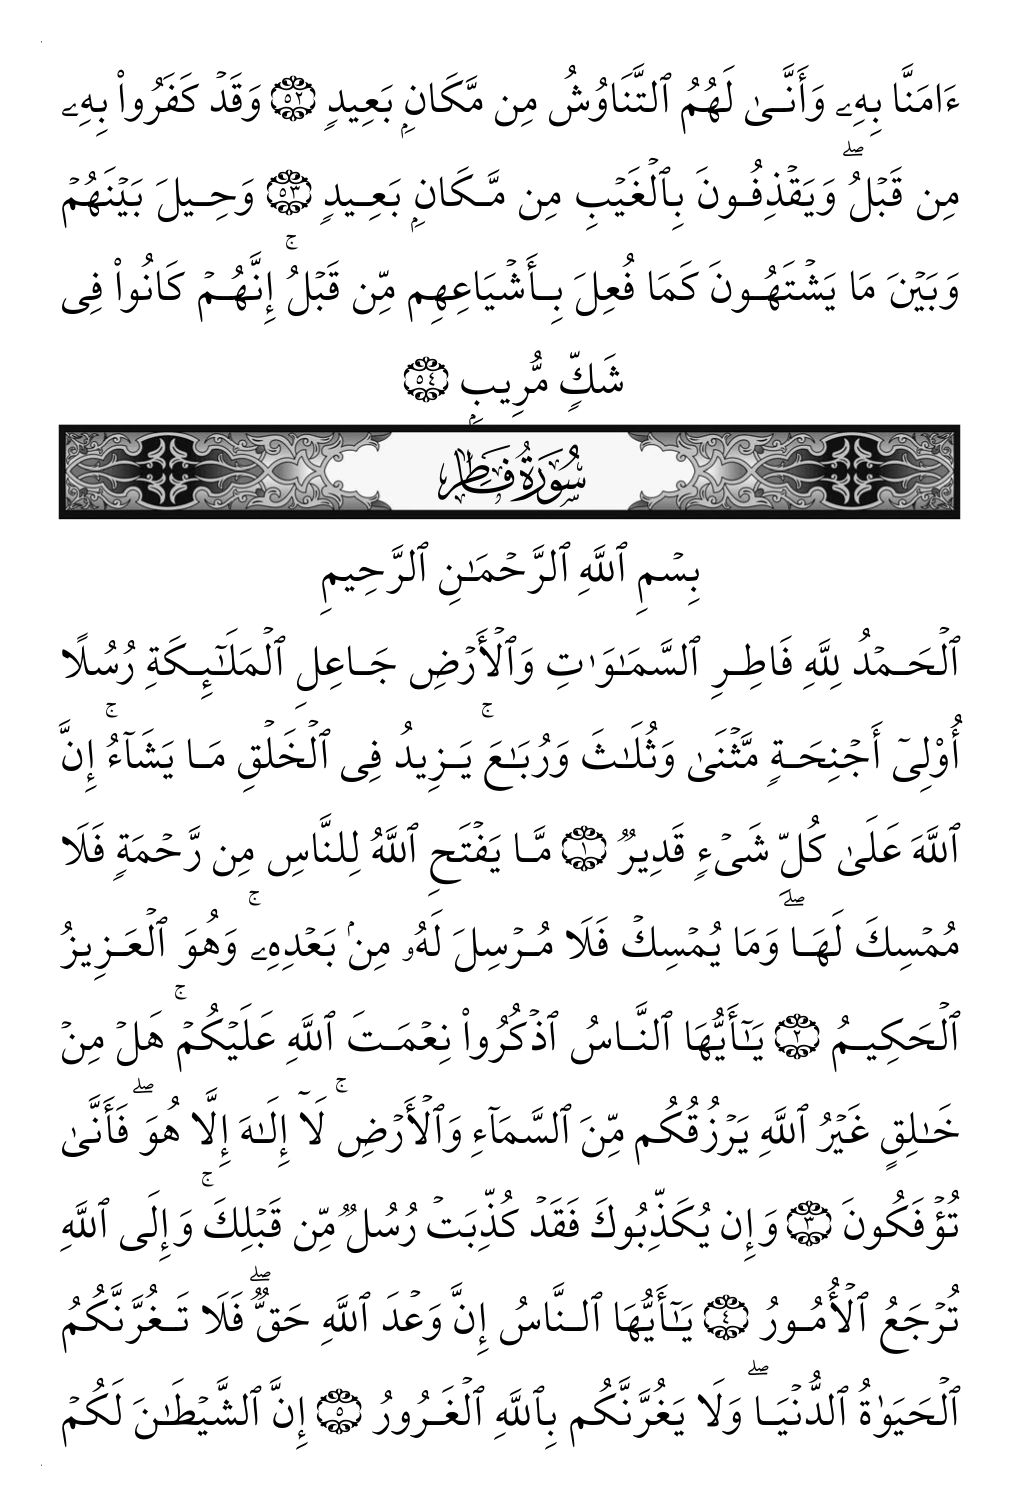 ءَامَنَّا بِهِۦ وَأَنَّىٰ لَهُمُ ٱلتَّنَاوُشُ مِن مَّكَانِۭ بَعِيدٖ ٥٢ وَقَدۡ كَفَرُواْ بِهِۦ
مِن قَبۡلُۖ وَيَقۡذِفُونَ بِٱلۡغَيۡبِ مِن مَّكَانِۭ بَعِيدٖ ٥٣ وَحِيلَ بَيۡنَهُمۡ
وَبَيۡنَ مَا يَشۡتَهُونَ كَمَا فُعِلَ بِأَشۡيَاعِهِم مِّن قَبۡلُۚ إِنَّهُمۡ كَانُواْ فِي
شَكّٖ مُّرِيبِۭ ٥٤
سُورَةُ فَاطِرٍ
بِسۡمِ ٱللَّهِ ٱلرَّحۡمَٰنِ ٱلرَّحِيمِ
ٱلۡحَمۡدُ لِلَّهِ فَاطِرِ ٱلسَّمَٰوَٰتِ وَٱلۡأَرۡضِ جَاعِلِ ٱلۡمَلَٰٓئِكَةِ رُسُلًا
أُوْلِيٓ أَجۡنِحَةٖ مَّثۡنَىٰ وَثُلَٰثَ وَرُبَٰعَۚ يَزِيدُ فِي ٱلۡخَلۡقِ مَا يَشَآءُۚ إِنَّ
ٱللَّهَ عَلَىٰ كُلِّ شَيۡءٖ قَدِيرٞ ١ مَّا يَفۡتَحِ ٱللَّهُ لِلنَّاسِ مِن رَّحۡمَةٖ فَلَا
مُمۡسِكَ لَهَاۖ وَمَا يُمۡسِكۡ فَلَا مُرۡسِلَ لَهُۥ مِنۢ بَعۡدِهِۦۚ وَهُوَ ٱلۡعَزِيزُ
ٱلۡحَكِيمُ ٢ يَٰٓأَيُّهَا ٱلنَّاسُ ٱذۡكُرُواْ نِعۡمَتَ ٱللَّهِ عَلَيۡكُمۡۚ هَلۡ مِنۡ
خَٰلِقٍ غَيۡرُ ٱللَّهِ يَرۡزُقُكُم مِّنَ ٱلسَّمَآءِ وَٱلۡأَرۡضِۚ لَآ إِلَٰهَ إِلَّا هُوَۖ فَأَنَّىٰ
تُؤۡفَكُونَ ٣ وَإِن يُكَذِّبُوكَ فَقَدۡ كُذِّبَتۡ رُسُلٞ مِّن قَبۡلِكَۚ وَإِلَى ٱللَّهِ
تُرۡجَعُ ٱلۡأُمُورُ ٤ يَٰٓأَيُّهَا ٱلنَّاسُ إِنَّ وَعۡدَ ٱللَّهِ حَقّٞۖ فَلَا تَغُرَّنَّكُمُ
ٱلۡحَيَوٰةُ ٱلدُّنۡيَاۖ وَلَا يَغُرَّنَّكُم بِٱللَّهِ ٱلۡغَرُورُ ٥ إِنَّ ٱلشَّيۡطَٰنَ لَكُمۡ